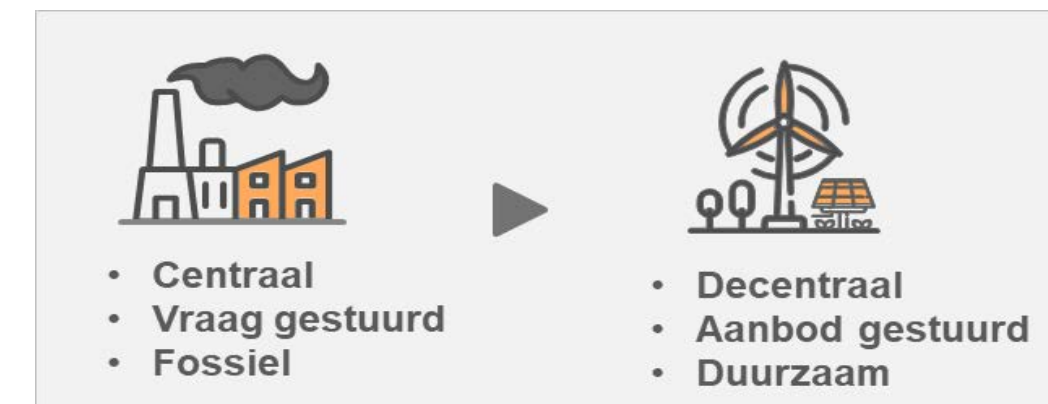 • Centraal
• Vraag gestuurd
• Fossiel
• Decentraal
• Aanbod gestuurd
• Duurzaam